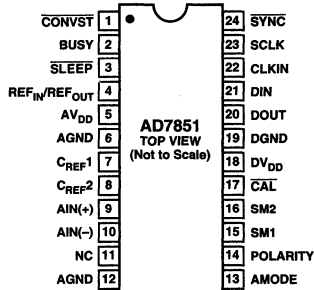 CONVST 1 24 SYNC
BUSY 2 23 SCLK
SLEEP 3 22 CLKIN
REFIN/REFOUT 4 21 DIN
AVDD 5 20 DOUT
AD7851
AGND 6 19 DGND
TOP VIEW
(Not to Scale)
CREF1 7 18 DVDD
CREF2 8 17 CAL
AIN(+) 9 16 SM2
AIN(–) 10 15 SM1
NC 11 14 POLARITY
AGND 12 13 AMODE